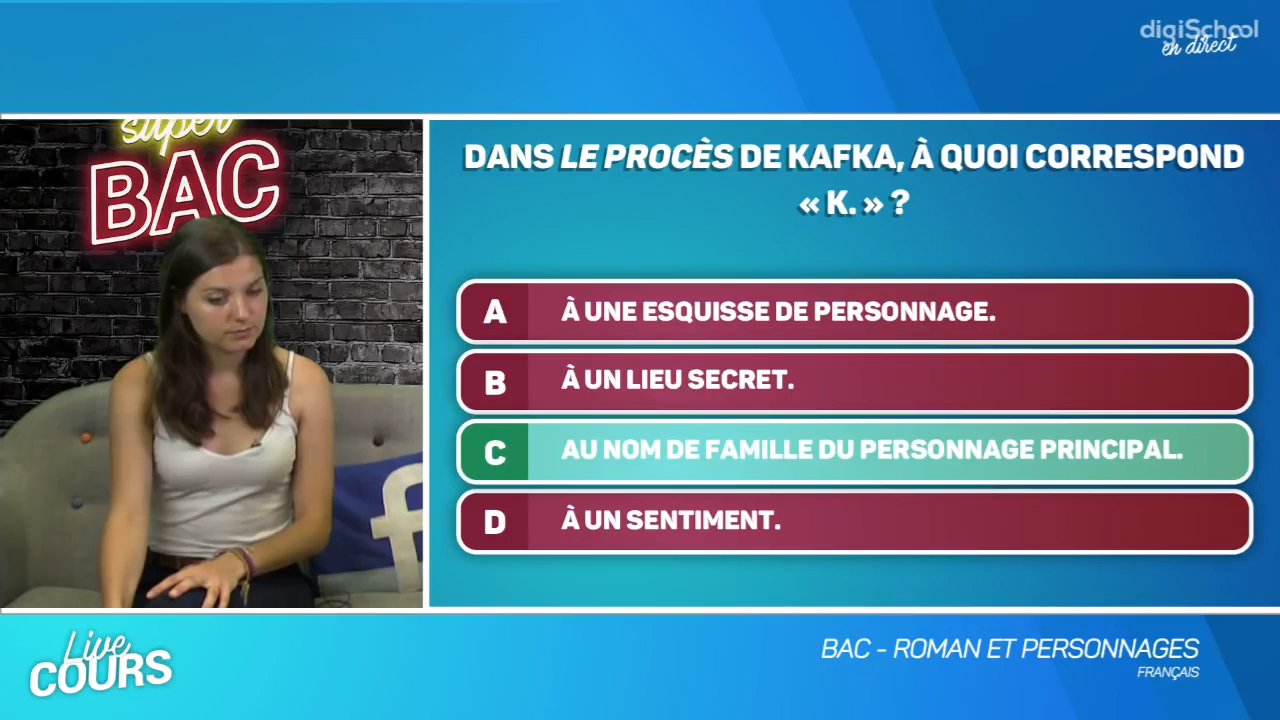 digiSchool
en direct
super
BAC
DANS LE PROCÈS DE KAFKA, À QUOI CORRESPOND
« K. » ?
A À UNE ESQUISSE DE PERSONNAGE.
B À UN LIEU SECRET.
C AU NOM DE FAMILLE DU PERSONNAGE PRINCIPAL.
D À UN SENTIMENT.
f
Live
COURS
BAC - ROMAN ET PERSONNAGES
FRANÇAIS